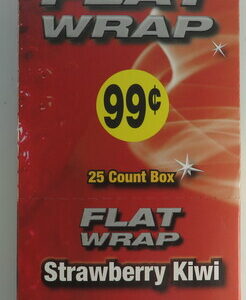 FLAT
WRAP
99¢
25 Count Box
FLAT
WRAP
Strawberry Kiwi